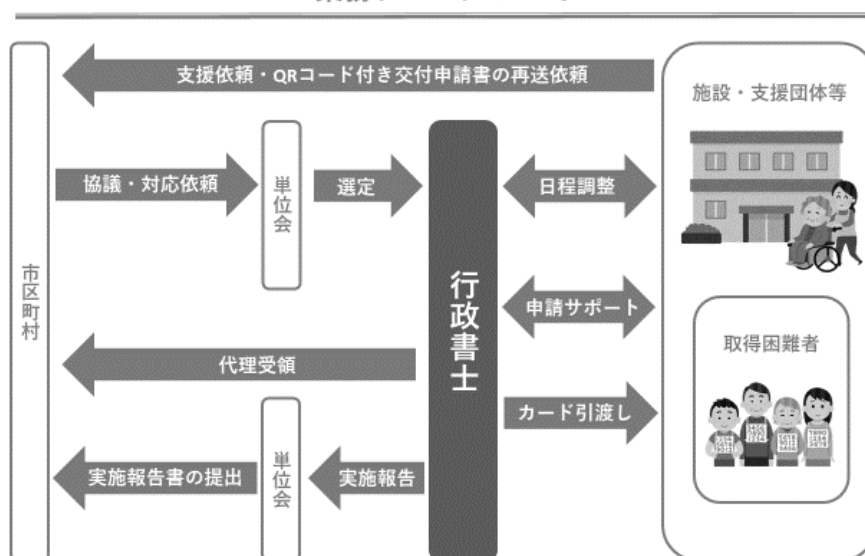 支援依頼・QRコード付き交付申請書の再送依頼
施設・支援団体等
協議・対応依頼
単位会
選定
日程調整
市区町村
行政書士
申請サポート
取得困難者
代理受領
カード引渡し
実施報告書の提出
単位会
実施報告